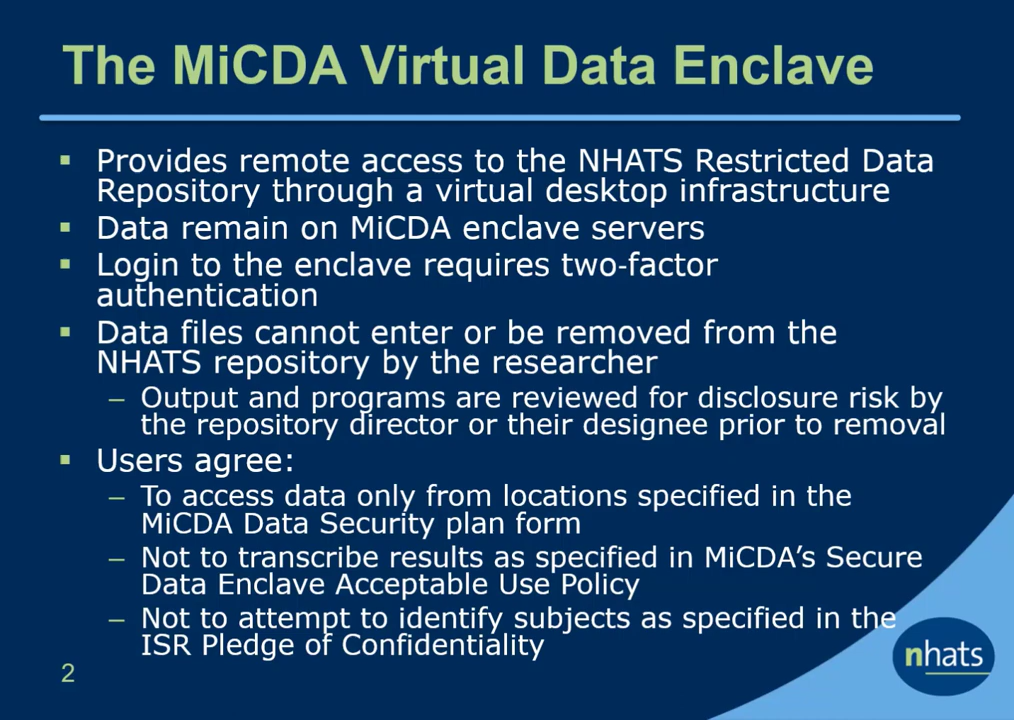 The MiCDA Virtual Data Enclave
▪ Provides remote access to the NHATS Restricted Data
Repository through a virtual desktop infrastructure
▪ Data remain on MiCDA enclave servers
▪ Login to the enclave requires two-factor
authentication
▪ Data files cannot enter or be removed from the
NHATS repository by the researcher
– Output and programs are reviewed for disclosure risk by
the repository director or their designee prior to removal
▪ Users agree:
– To access data only from locations specified in the
MiCDA Data Security plan form
– Not to transcribe results as specified in MiCDA’s Secure
Data Enclave Acceptable Use Policy
– Not to attempt to identify subjects as specified in the
ISR Pledge of Confidentiality
2
nhats